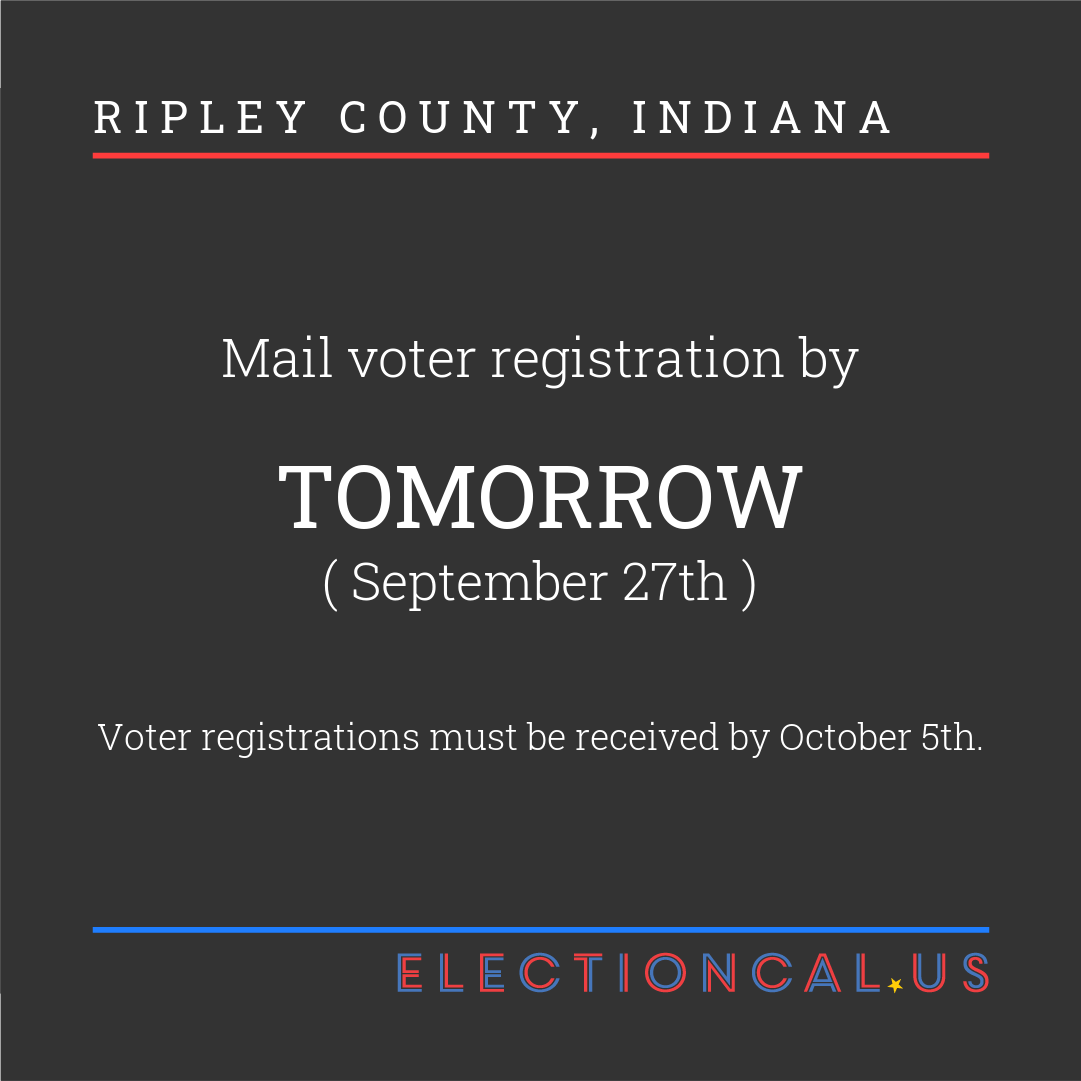 RIPLEY COUNTY, INDIANA
Mail voter registration by
TOMORROW
( September 27th )
Voter registrations must be received by October 5th.
ELECTIONCAL.US